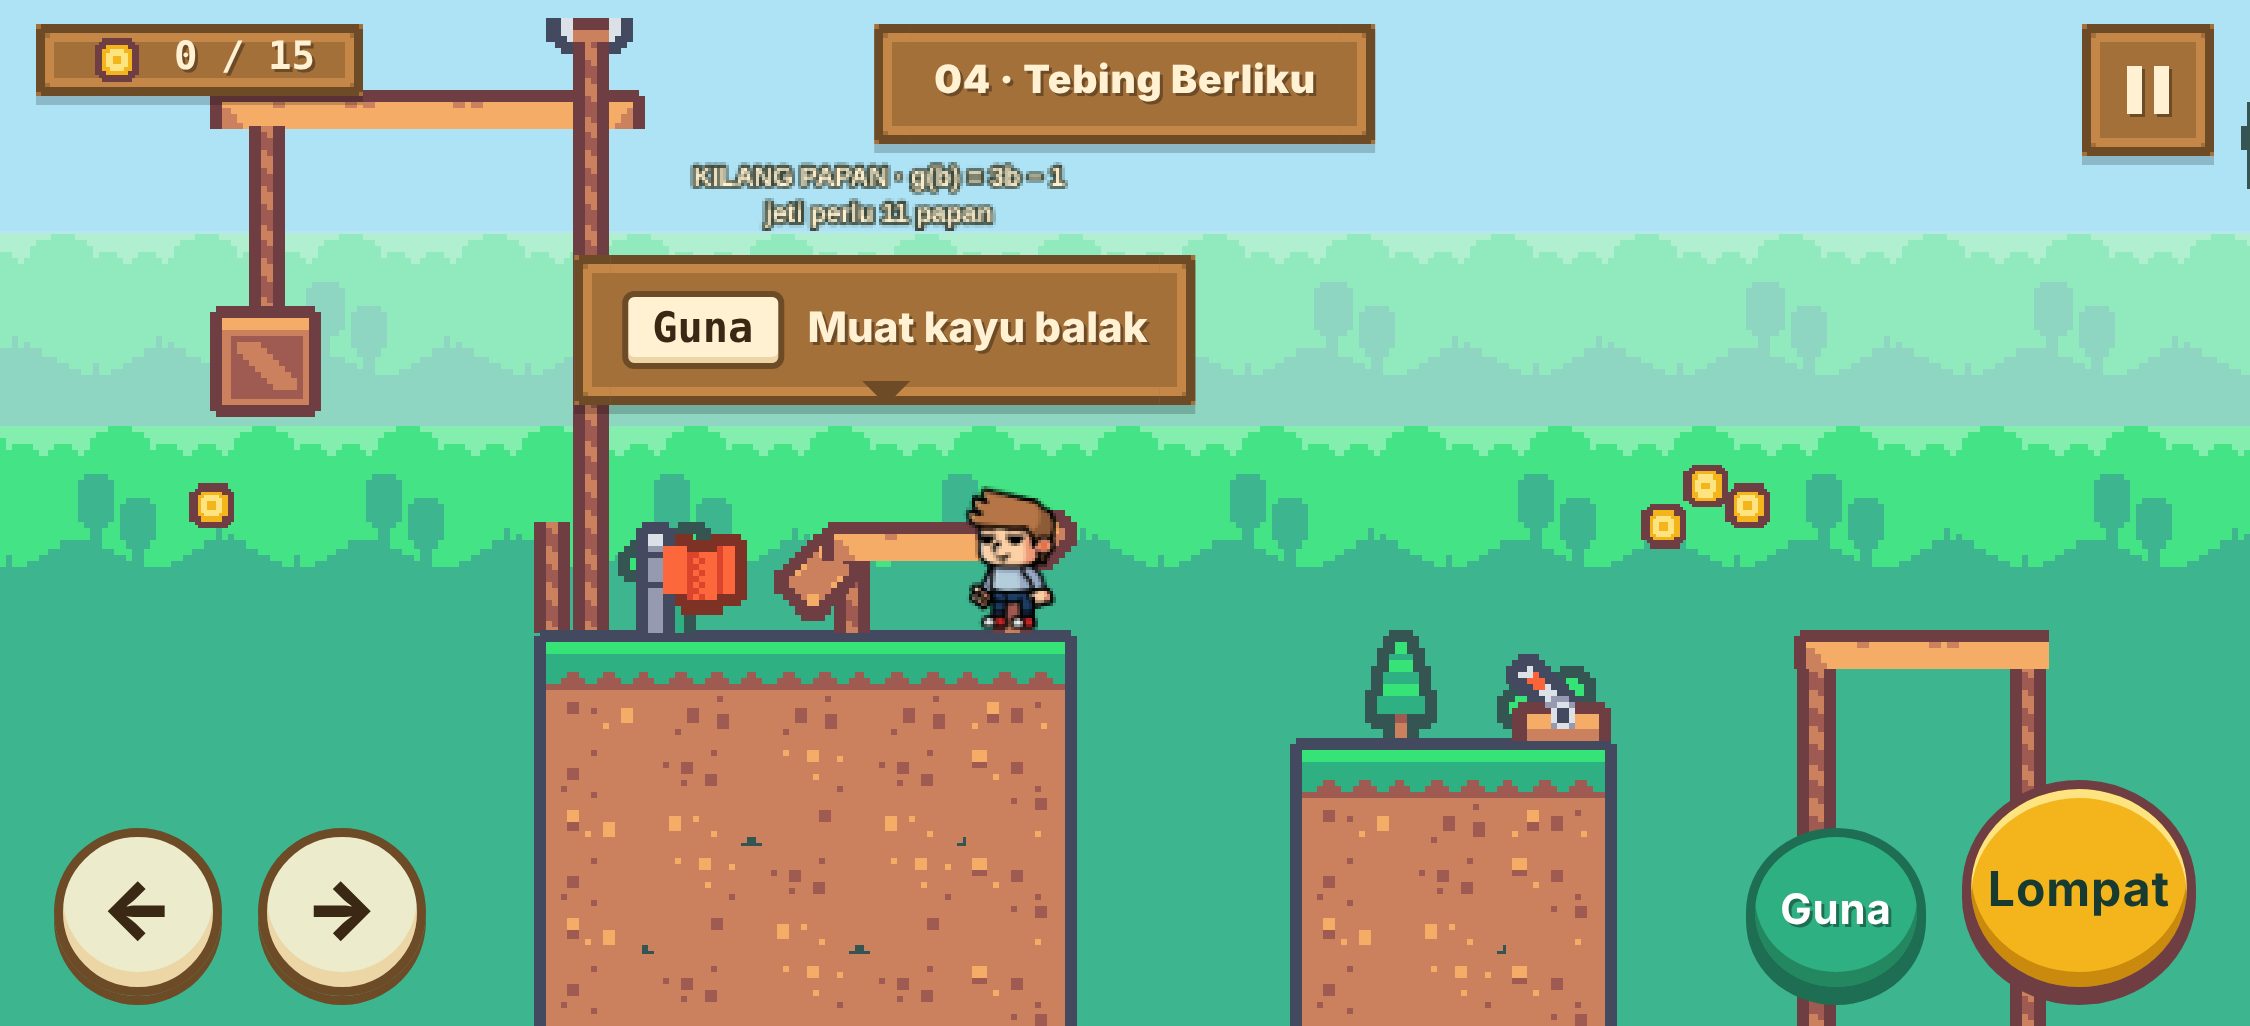 0 / 15
04 · Tebing Berliku
KILANG PAPAN · g(b) = 3b − 1
jeti perlu 11 papan
Guna Muat kayu balak
Guna
Lompat